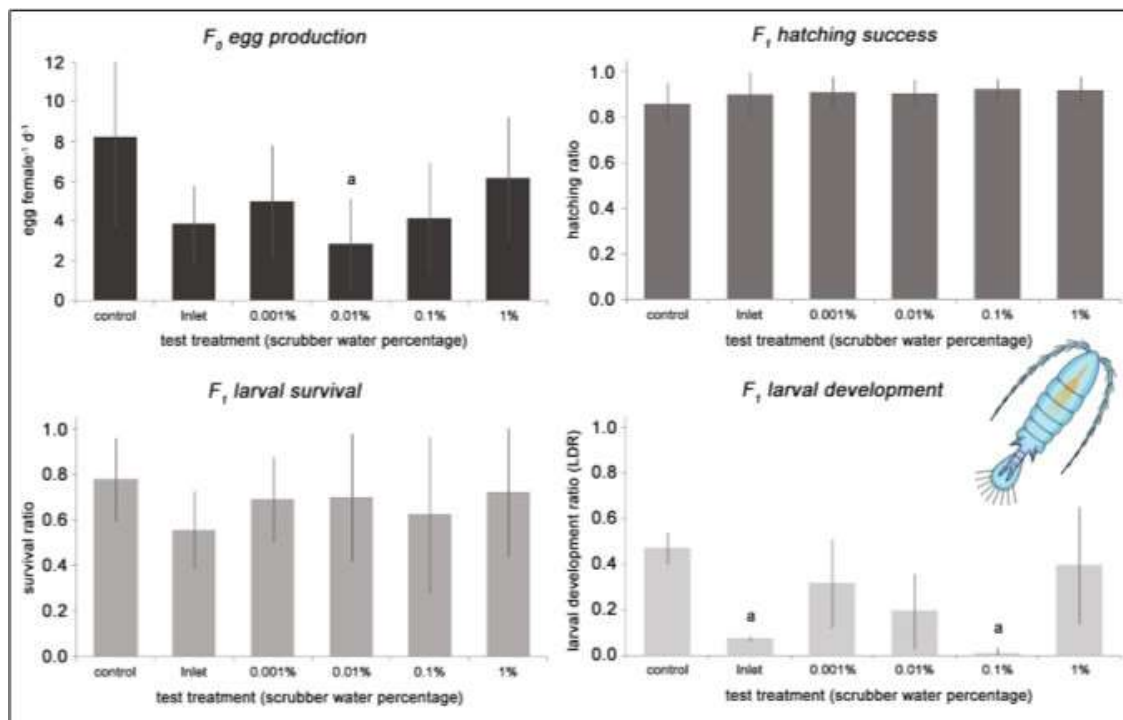 F0 egg production
12
10
8
6
4
2
0
egg female-1 d-1
a
control Inlet 0.001% 0.01% 0.1% 1%
test treatment (scrubber water percentage)
F1 hatching success
1.0
0.8
0.6
0.4
0.2
0.0
hatching ratio
control Inlet 0.001% 0.01% 0.1% 1%
test treatment (scrubber water percentage)
F1 larval survival
1.0
0.8
0.6
0.4
0.2
0.0
survival ratio
control Inlet 0.001% 0.01% 0.1% 1%
test treatment (scrubber water percentage)
F1 larval development
1.0
0.8
0.6
0.4
0.2
0.0
larval development ratio (LDR)
a
a
control Inlet 0.001% 0.01% 0.1% 1%
test treatment (scrubber water percentage)